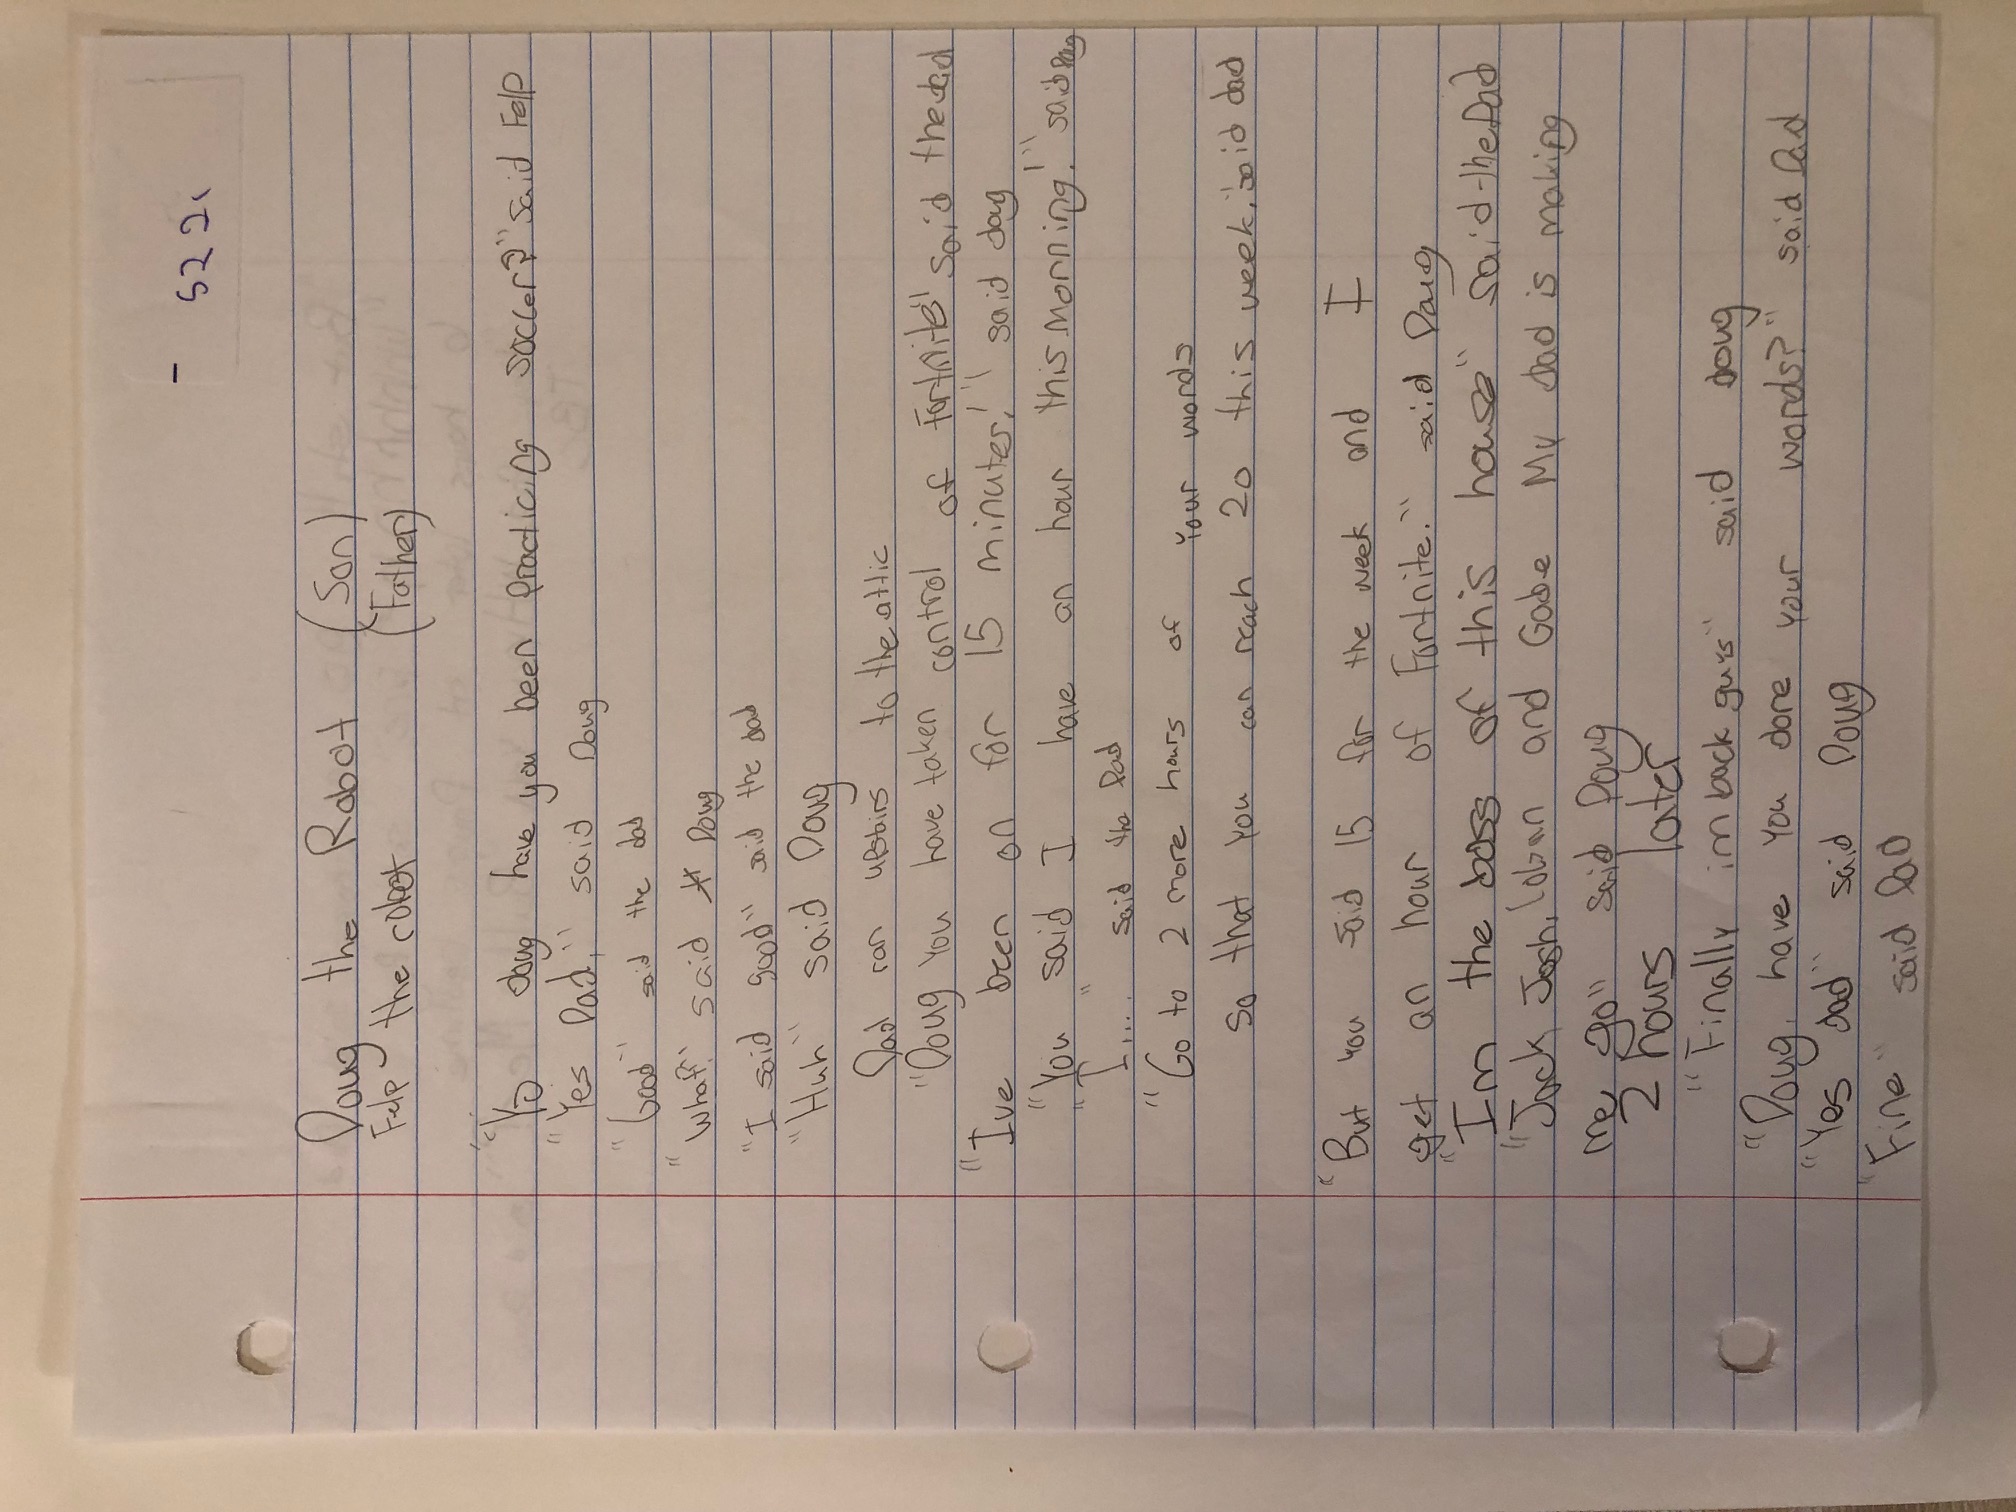 5221
Doug the Robot (Son)
Felp the robot (Father)
"Yo doug have you been Practicing soccer?" said Felp
"Yes Dad," said Doug
"Good" said the dad
"What?" said Doug
"I said good" said the dad
"Huh" said Doug
Dad ran upstairs to the attic
"Doug You have taken control of Fortnite" said the dad
"Ive been on for 15 minutes!" said doug
"You said I have an hour this morning!" said Doug
"I...." said the Dad
"Go to 2 more hours of Your words
so that you can reach 20 this week." said dad
"But you said 15 for the week and I
get an hour of Fortnite." said Doug
"Im the boss of this house" said the Dad
"Jack, Josh, and Gabe My dad is making
me go" said Doug
2 hours later
"Finally im back guys" said doug
"Doug, have you done your words?" said Dad
"Yes dad" said Doug
"Fine" said Dad